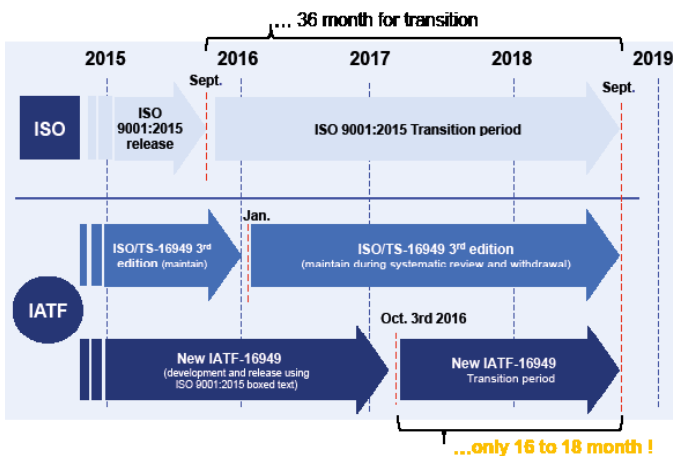 ... 36 month for transition
2015
2016
2017
2018
2019
Sept.
Sept.
ISO
ISO
9001:2015
release
ISO 9001:2015 Transition period
Jan.
ISO/TS-16949 3rd
edition (maintain)
ISO/TS-16949 3rd edition
(maintain during systematic review and withdrawal)
IATF
Oct. 3rd 2016
New IATF-16949
(development and release using
ISO 9001:2015 boxed text)
New IATF-16949
Transition period
...only 16 to 18 month !